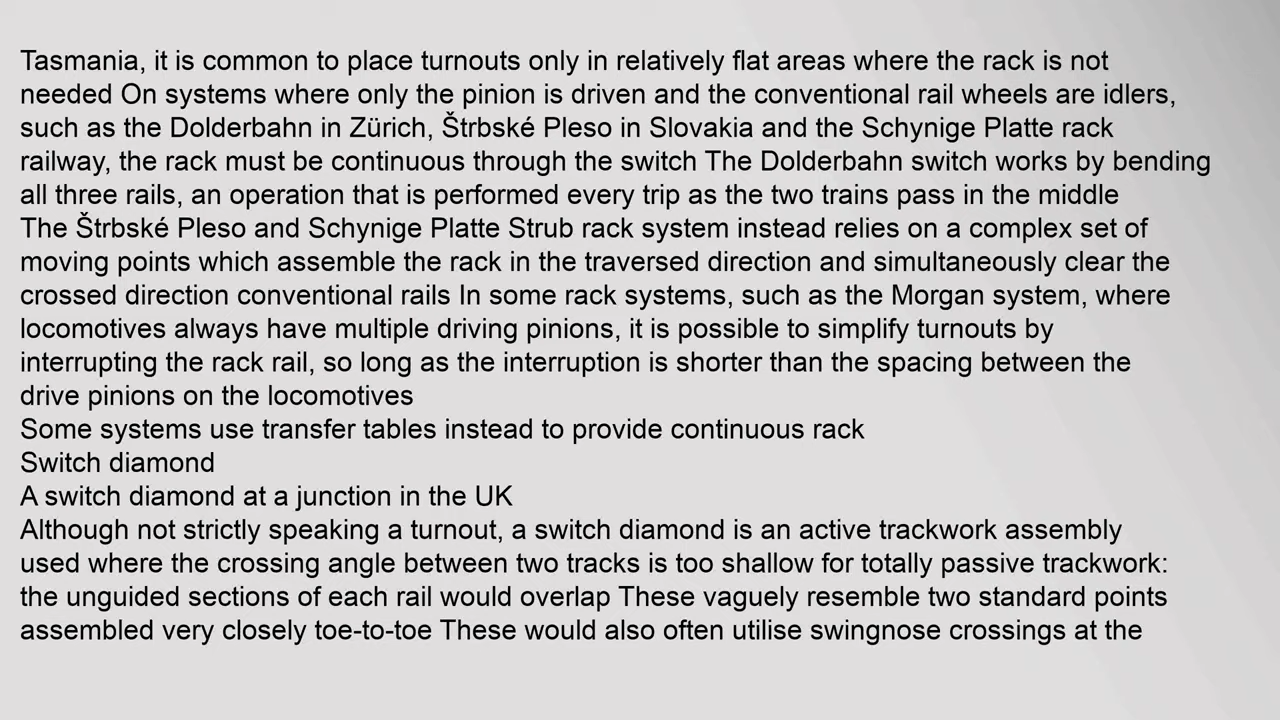 Tasmania, it is common to place turnouts only in relatively flat areas where the rack is not
needed On systems where only the pinion is driven and the conventional rail wheels are idlers,
such as the Dolderbahn in Zürich, Štrbské Pleso in Slovakia and the Schynige Platte rack
railway, the rack must be continuous through the switch The Dolderbahn switch works by bending
all three rails, an operation that is performed every trip as the two trains pass in the middle
The Štrbské Pleso and Schynige Platte Strub rack system instead relies on a complex set of
moving points which assemble the rack in the traversed direction and simultaneously clear the
crossed direction conventional rails In some rack systems, such as the Morgan system, where
locomotives always have multiple driving pinions, it is possible to simplify turnouts by
interrupting the rack rail, so long as the interruption is shorter than the spacing between the
drive pinions on the locomotives
Some systems use transfer tables instead to provide continuous rack
Switch diamond
A switch diamond at a junction in the UK
Although not strictly speaking a turnout, a switch diamond is an active trackwork assembly
used where the crossing angle between two tracks is too shallow for totally passive trackwork:
the unguided sections of each rail would overlap These vaguely resemble two standard points
assembled very closely toe-to-toe These would also often utilise swingnose crossings at the